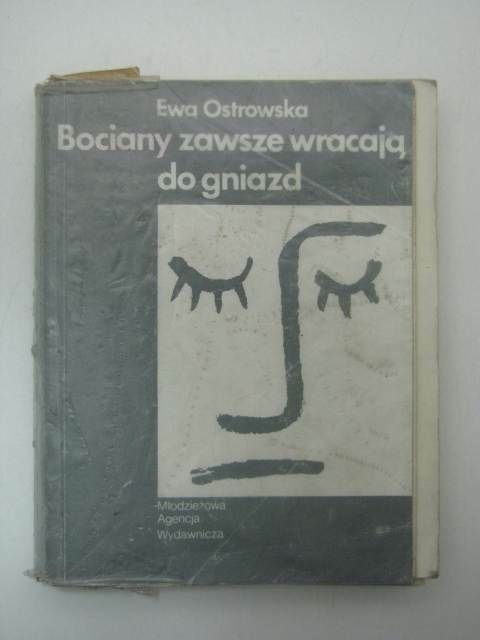 Ewa Ostrowska
Bociany zawsze wracają
do gniazd
Młodzieżowa
Agencja
Wydawnicza